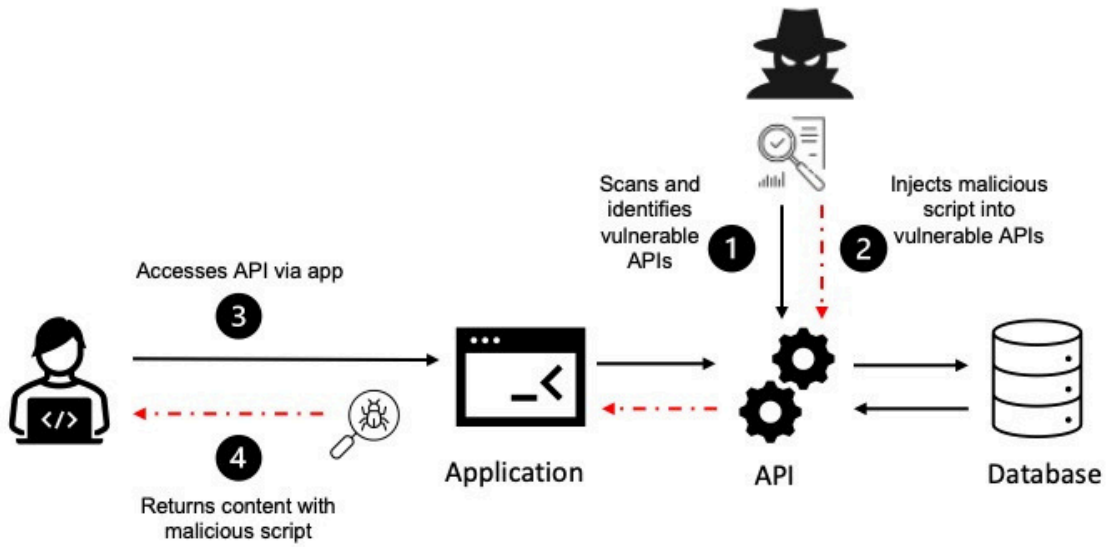 Scans and
identifies
vulnerable
APIs
1
2
Injects malicious
script into
vulnerable APIs
Accesses API via app
3
</>
4
Returns content with
malicious script
Application
API
Database